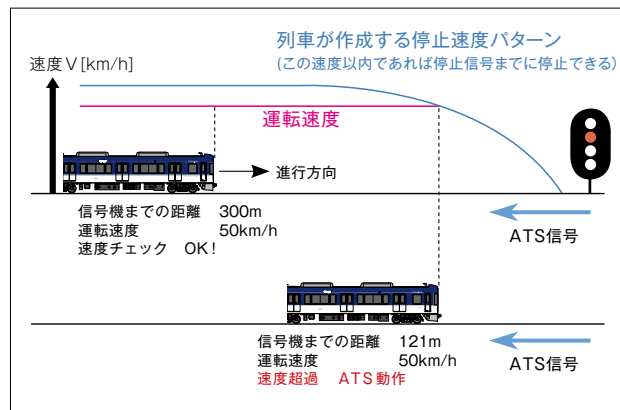 列車が作成する停止速度パターン
(この速度以内であれば停止信号までに停止できる)
速度V[km/h]
運転速度
進行方向
信号機までの距離 300m
運転速度 50km/h
速度チェック OK!
ATS信号
信号機までの距離 121m
運転速度 50km/h
速度超過 ATS動作
ATS信号